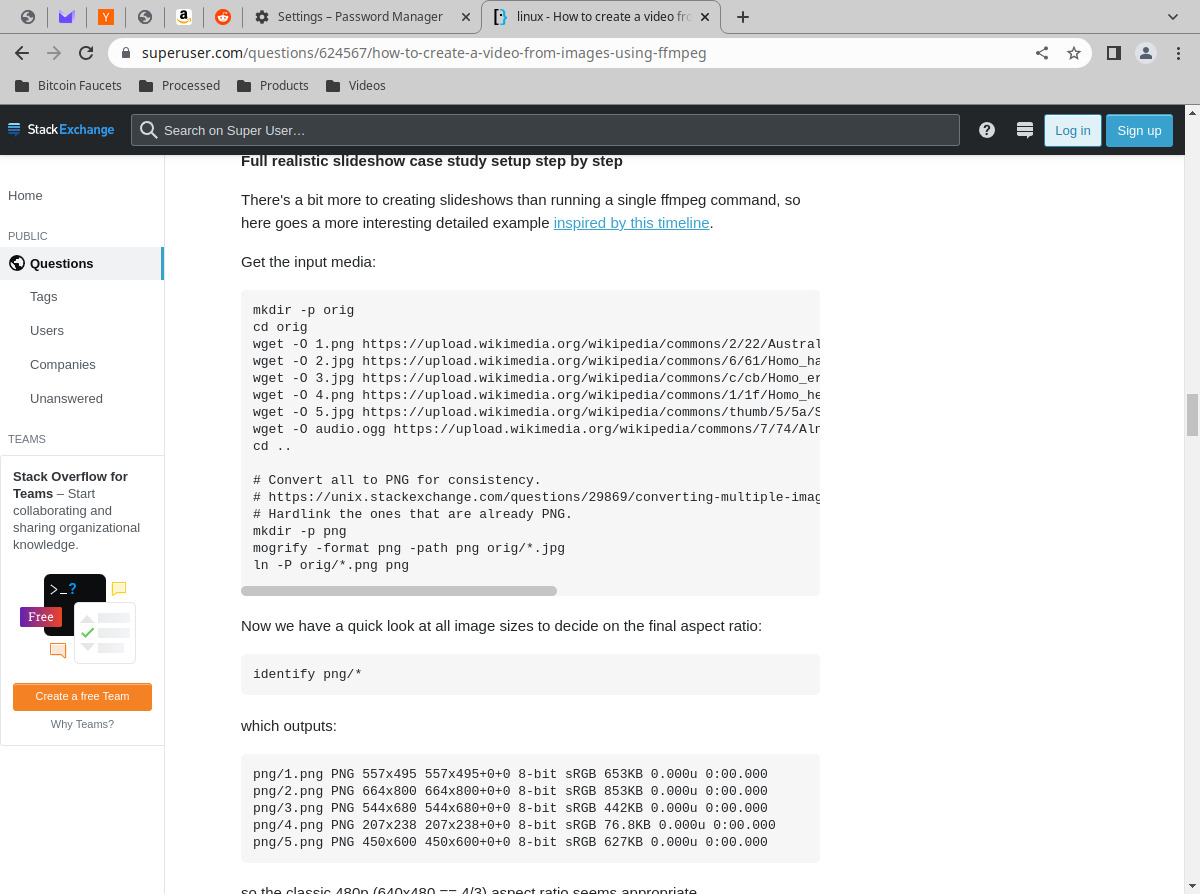 Settings – Password Manager
linux - How to create a video fro
superuser.com/questions/624567/how-to-create-a-video-from-images-using-ffmpeg
Bitcoin Faucets
Processed
Products
Videos
StackExchange
Search on Super User…
Log in
Sign up
Home
PUBLIC
Questions
Tags
Users
Companies
Unanswered
TEAMS
Stack Overflow for
Teams – Start
collaborating and
sharing organizational
knowledge.
>_?
Free
Create a free Team
Why Teams?
Full realistic slideshow case study setup step by step
There's a bit more to creating slideshows than running a single ffmpeg command, so
here goes a more interesting detailed example inspired by this timeline.
Get the input media:
mkdir -p orig
cd orig
wget -O 1.png https://upload.wikimedia.org/wikipedia/commons/2/22/Austral
wget -O 2.jpg https://upload.wikimedia.org/wikipedia/commons/6/61/Homo_ha
wget -O 3.jpg https://upload.wikimedia.org/wikipedia/commons/c/cb/Homo_er
wget -O 4.png https://upload.wikimedia.org/wikipedia/commons/1/1f/Homo_he
wget -O 5.jpg https://upload.wikimedia.org/wikipedia/commons/thumb/5/5a/S
wget -O audio.ogg https://upload.wikimedia.org/wikipedia/commons/7/74/Aln
cd ..
# Convert all to PNG for consistency.
# https://unix.stackexchange.com/questions/29869/converting-multiple-imag
# Hardlink the ones that are already PNG.
mkdir -p png
mogrify -format png -path png orig/*.jpg
ln -P orig/*.png png
Now we have a quick look at all image sizes to decide on the final aspect ratio:
identify png/*
which outputs:
png/1.png PNG 557x495 557x495+0+0 8-bit sRGB 653KB 0.000u 0:00.000
png/2.png PNG 664x800 664x800+0+0 8-bit sRGB 853KB 0.000u 0:00.000
png/3.png PNG 544x680 544x680+0+0 8-bit sRGB 442KB 0.000u 0:00.000
png/4.png PNG 207x238 207x238+0+0 8-bit sRGB 76.8KB 0.000u 0:00.000
png/5.png PNG 450x600 450x600+0+0 8-bit sRGB 627KB 0.000u 0:00.000
so the classic 480p (640x480 == 4/3) aspect ratio seems appropriate.